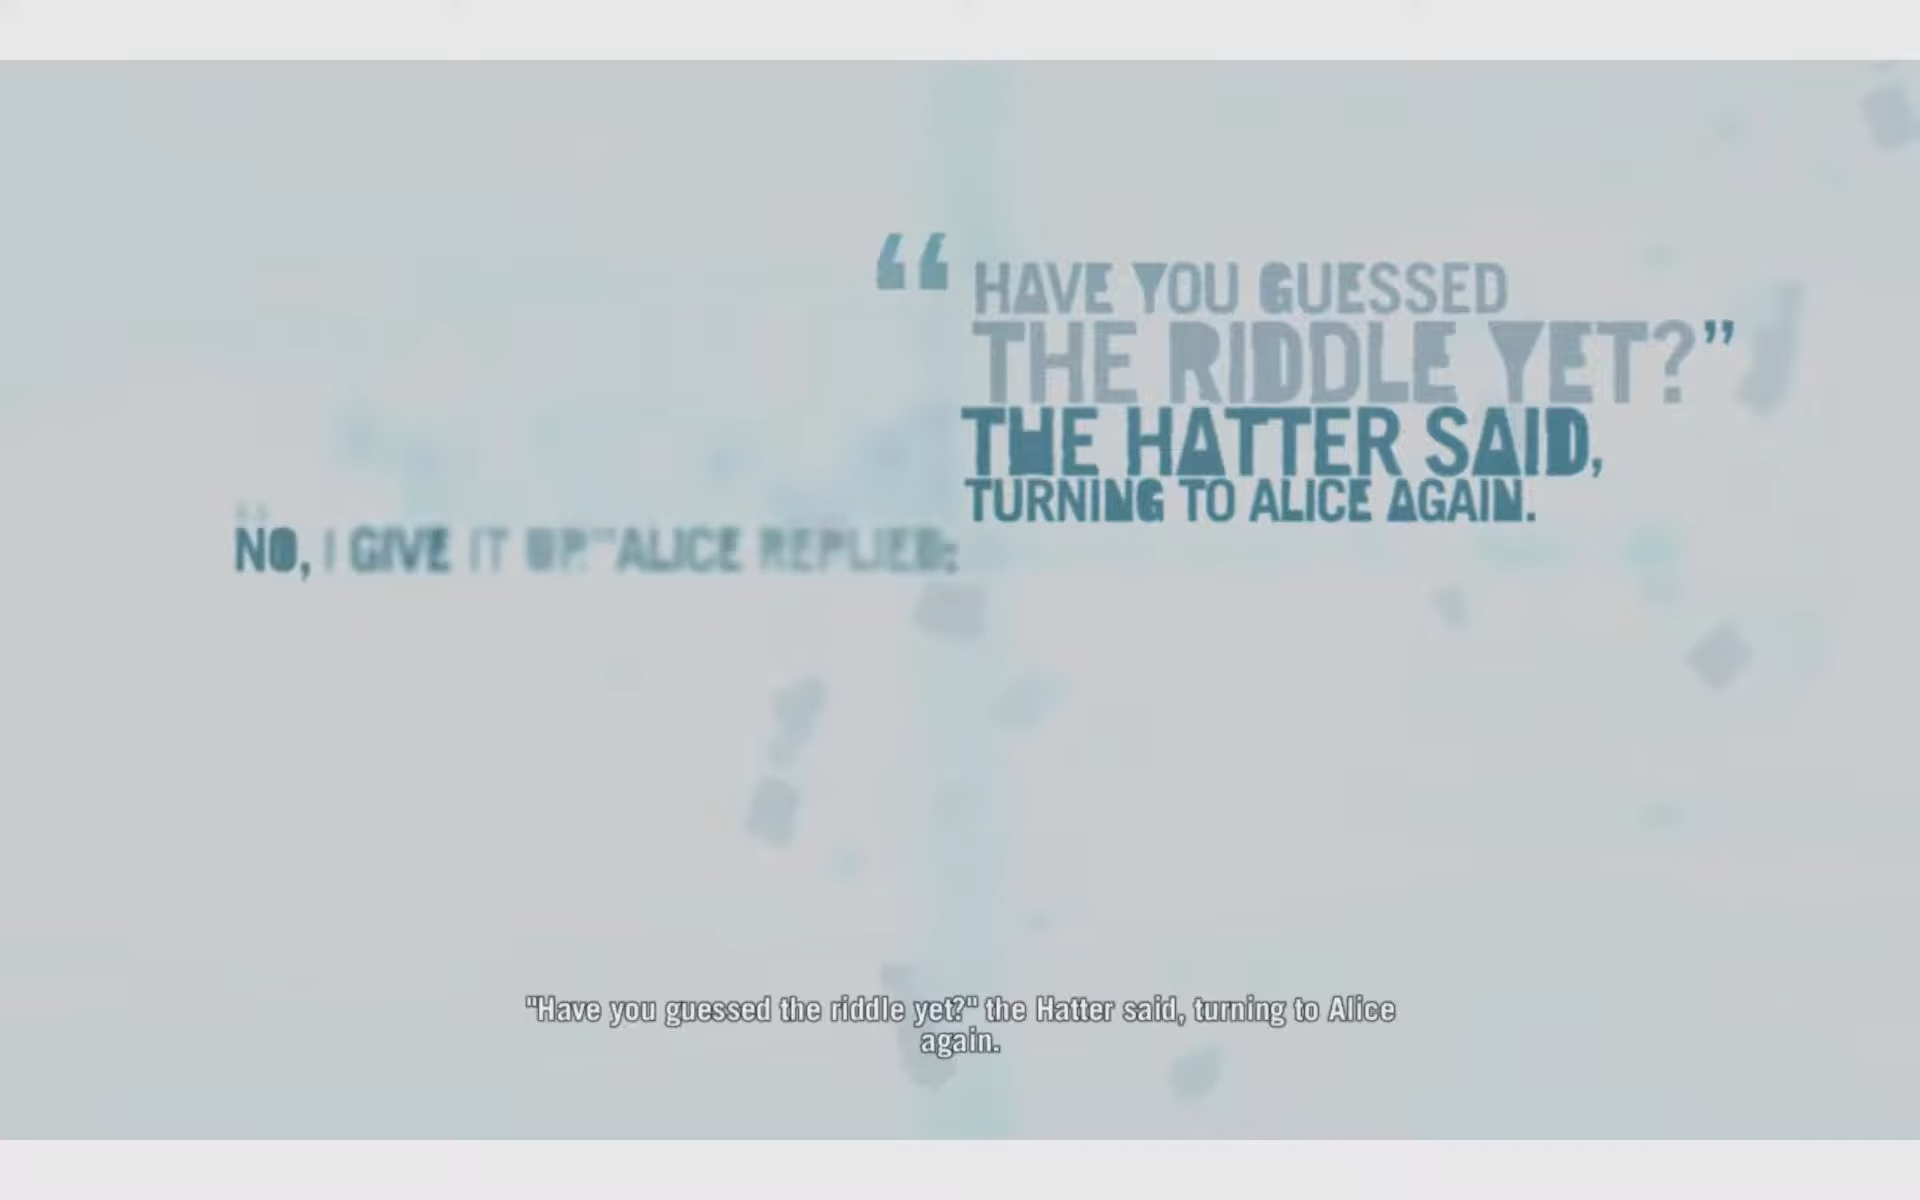 “HAVE YOU GUESSED
THE RIDDLE YET?”
THE HATTER SAID,
TURNING TO ALICE AGAIN.
“NO, I GIVE IT UP.” ALICE REPLIED:
"Have you guessed the riddle yet?" the Hatter said, turning to Alice
again.